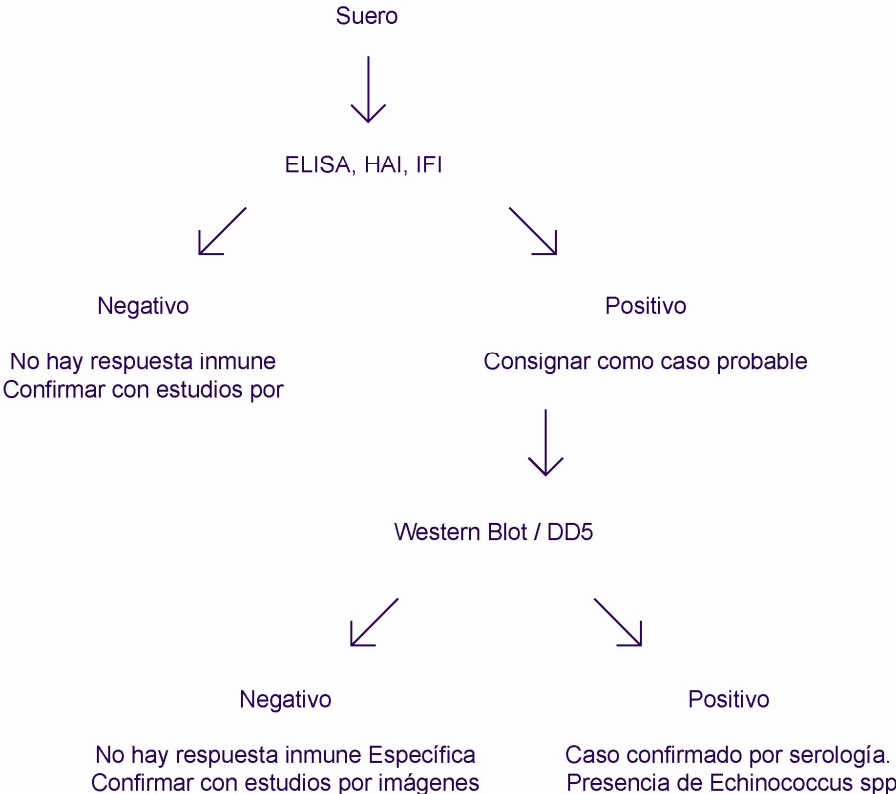 Suero
ELISA, HAI, IFI
Negativo
Positivo
No hay respuesta inmune
Confirmar con estudios por
Consignar como caso probable
Western Blot / DD5
Negativo
Positivo
No hay respuesta inmune Específica
Confirmar con estudios por imágenes
Caso confirmado por serología.
Presencia de Echinococcus spp